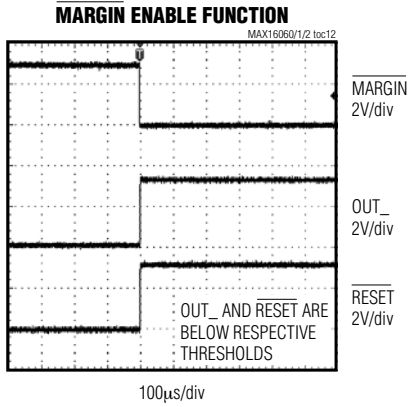 MARGIN ENABLE FUNCTION
MAX16060/1/2 toc12
T
MARGIN
2V/div
OUT_
2V/div
RESET
2V/div
OUT_ AND RESET ARE
BELOW RESPECTIVE
THRESHOLDS
100μs/div